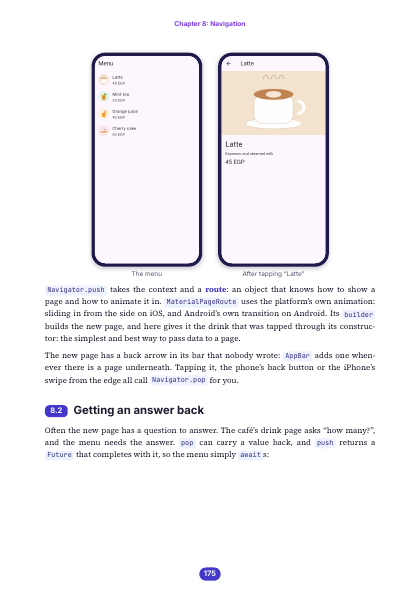 Chapter 8: Navigation
Menu
Latte
45 EGP
Mint tea
25 EGP
Orange juice
40 EGP
Cherry cake
60 EGP
← Latte
Latte
Espresso and steamed milk
45 EGP
The menu
After tapping “Latte”
Navigator.push takes the context and a route: an object that knows how to show a
page and how to animate it in. MaterialPageRoute uses the platform’s own animation:
sliding in from the side on iOS, and Android’s own transition on Android. Its builder
builds the new page, and here gives it the drink that was tapped through its construc-
tor: the simplest and best way to pass data to a page.
The new page has a back arrow in its bar that nobody wrote: AppBar adds one when-
ever there is a page underneath. Tapping it, the phone’s back button or the iPhone’s
swipe from the edge all call Navigator.pop for you.
8.2 Getting an answer back
Often the new page has a question to answer. The café’s drink page asks “how many?”,
and the menu needs the answer. pop can carry a value back, and push returns a
Future that completes with it, so the menu simply awaits:
175